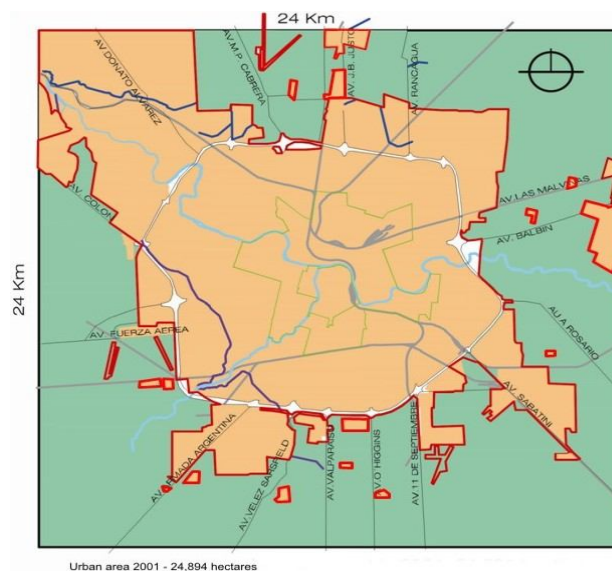 24 Km
AV. DONATO ALVAREZ
AV.M.P. CABRERA
AV. J.B. JUSTO
AV. RANCAGUA
AV. LAS MALVINAS
AV. COLON
AV. BALBIN
24 Km
AU.A ROSARIO
AV. FUERZA AEREA
AV. SABATINI
AV. ARMADA ARGENTINA
AV.VELEZ SARSFIELD
AV.VALPARAISO
AV.O HIGGINS
AV.11 DE SEPTIEMBRE
Urban area 2001 - 24,894 hectares